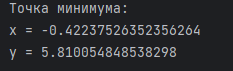 Точка минимума:
x = -0.42237526352356264
y = 5.810054848538298